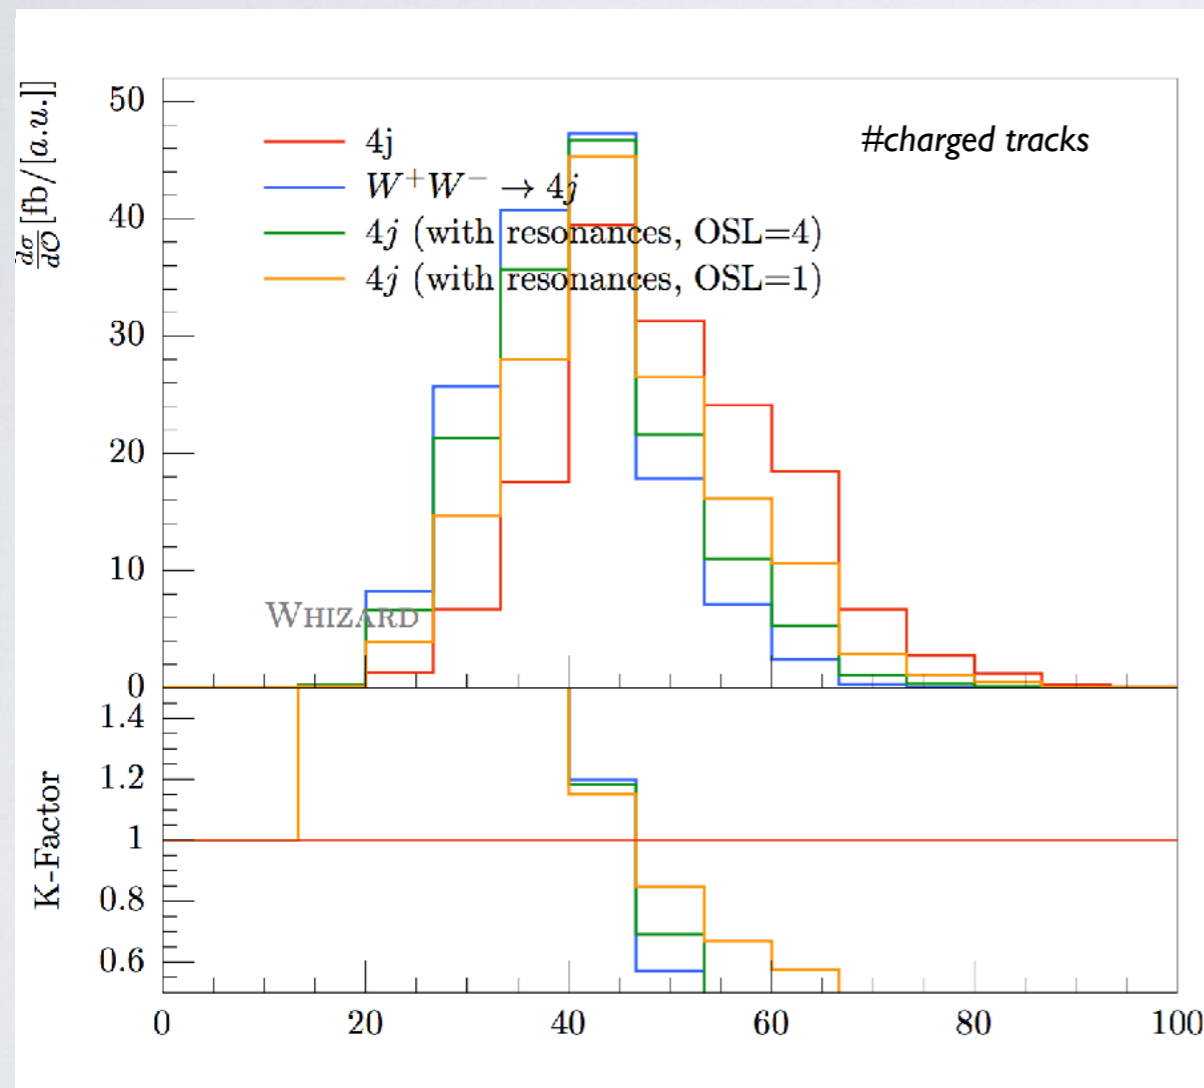 dσ/dO [fb/[a.u.]]
50
40
30
20
10
0
#charged tracks
4j
W⁺W⁻ → 4j
4j (with resonances, OSL=4)
4j (with resonances, OSL=1)
WHIZARD
K-Factor
1.4
1.2
1
0.8
0.6
0 20 40 60 80 100